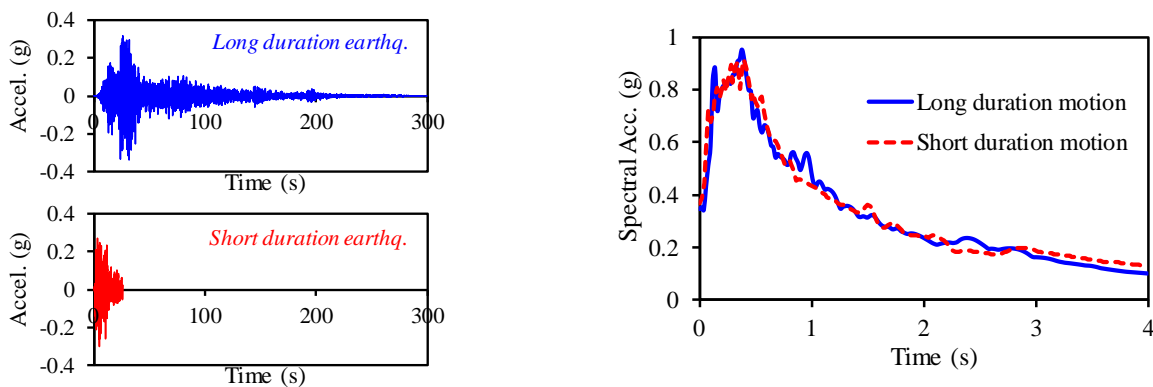 0.4
0.2
0
-0.2
-0.4
Accel. (g)
Long duration earthq.
0 100 200 300
Time (s)
0.4
0.2
0
-0.2
-0.4
Accel. (g)
Short duration earthq.
0 100 200 300
Time (s)
1
0.8
0.6
0.4
0.2
0
Spectral Acc. (g)
Long duration motion
Short duration motion
0 1 2 3 4
Time (s)